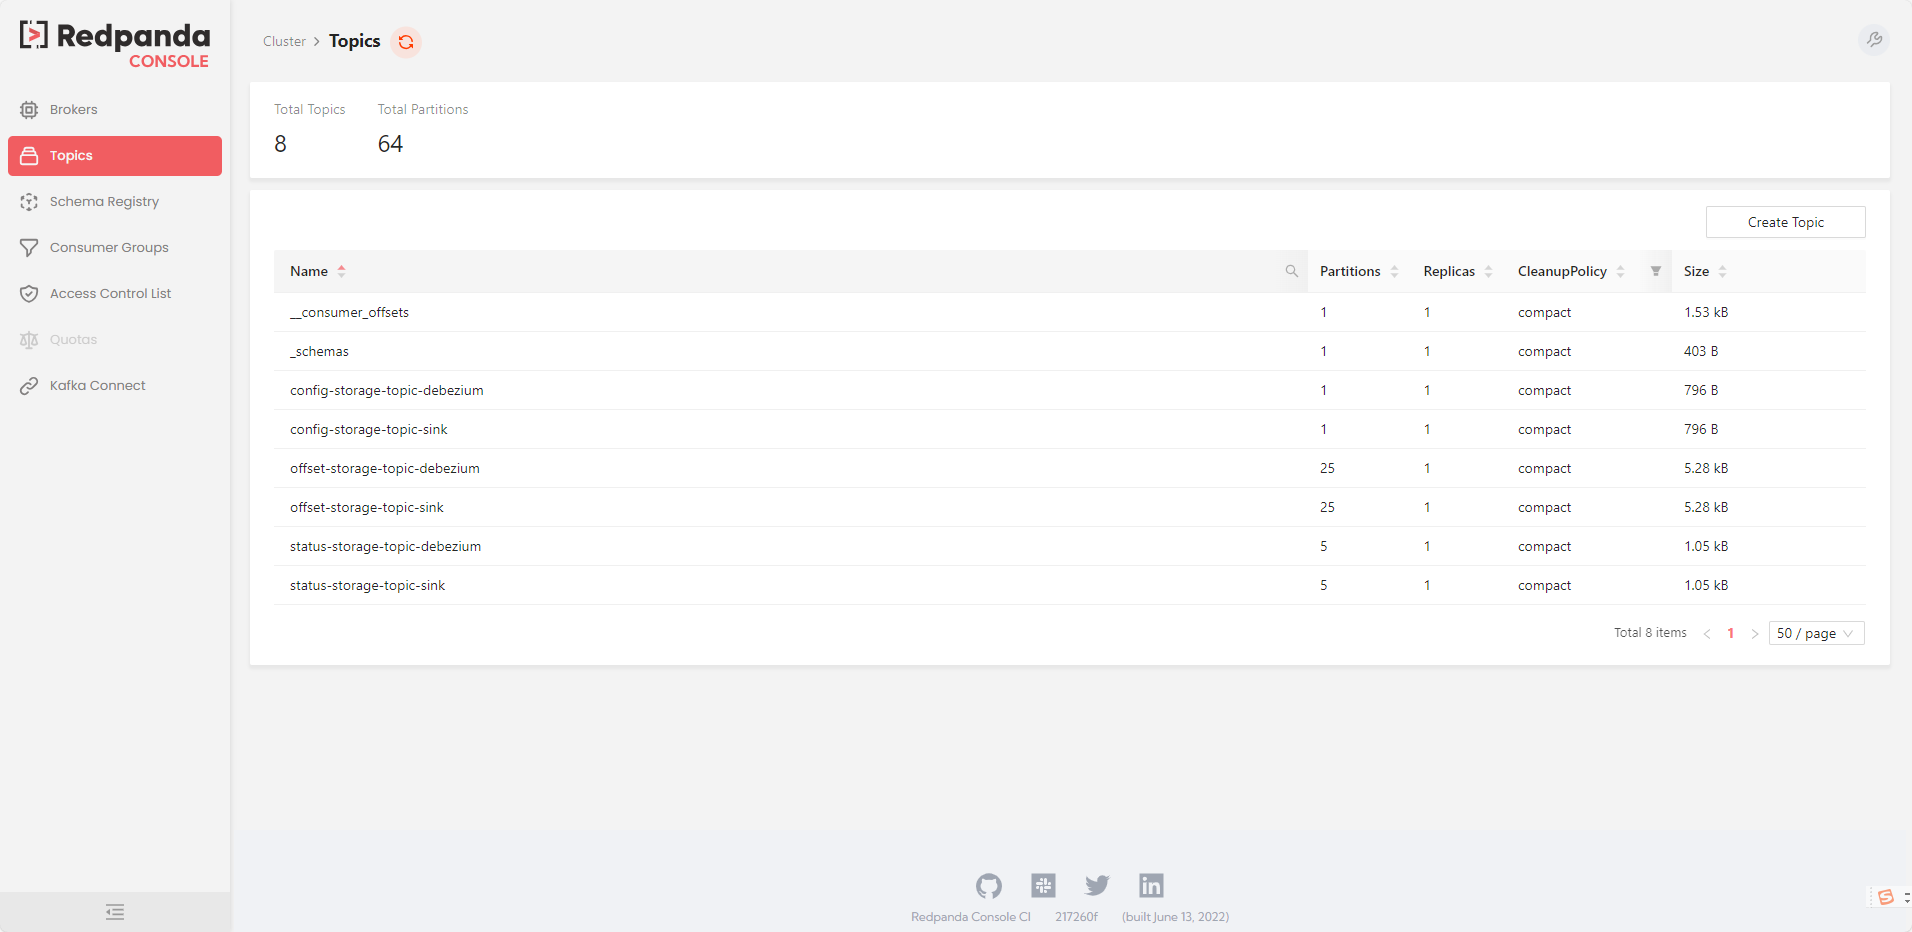 Redpanda
CONSOLE
Brokers
Topics
Schema Registry
Consumer Groups
Access Control List
Quotas
Kafka Connect
Cluster > Topics
Total Topics Total Partitions
8 64
Create Topic
Name Partitions Replicas CleanupPolicy Size
__consumer_offsets 1 1 compact 1.53 kB
_schemas 1 1 compact 403 B
config-storage-topic-debezium 1 1 compact 796 B
config-storage-topic-sink 1 1 compact 796 B
offset-storage-topic-debezium 25 1 compact 5.28 kB
offset-storage-topic-sink 25 1 compact 5.28 kB
status-storage-topic-debezium 5 1 compact 1.05 kB
status-storage-topic-sink 5 1 compact 1.05 kB
Total 8 items < 1 > 50 / page
Redpanda Console CI 217260f (built June 13, 2022)